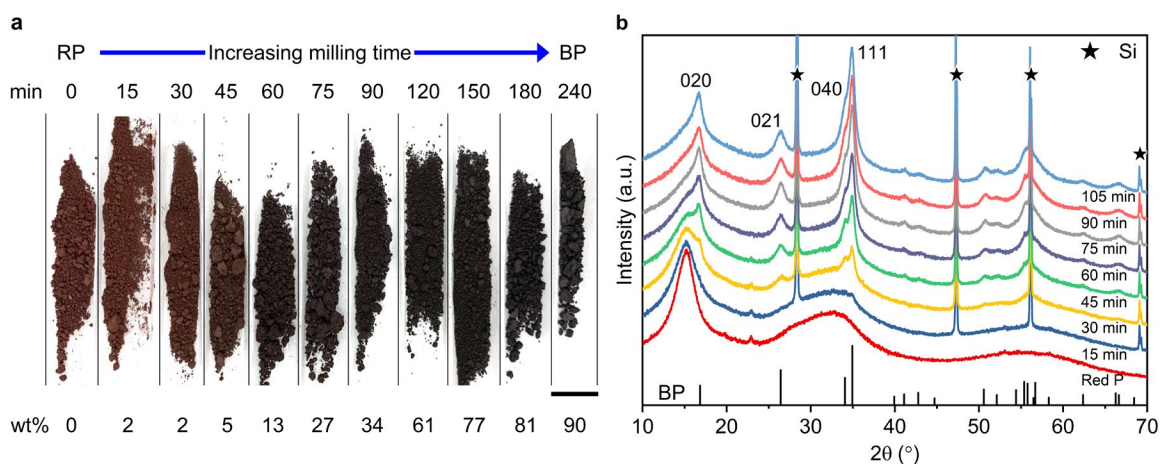 a
RP Increasing milling time BP
min 0 15 30 45 60 75 90 120 150 180 240
wt% 0 2 2 5 13 27 34 61 77 81 90
b
★ Si
111
020
040
021
105 min
90 min
75 min
60 min
45 min
30 min
15 min
Red P
BP
Intensity (a.u.)
10 20 30 40 50 60 70
2θ (°)